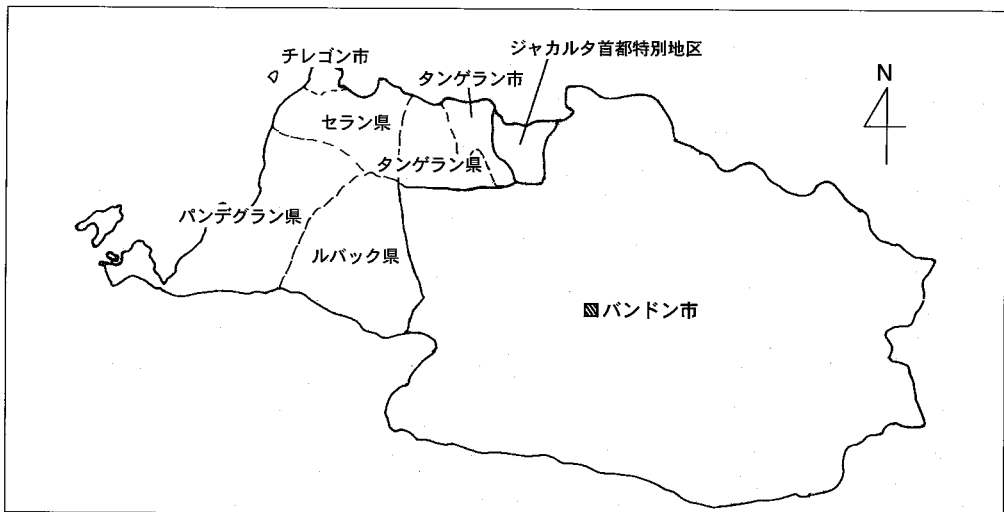 ジャカルタ首都特別地区
チレゴン市
タンゲラン市
N
セラン県
タンゲラン県
パンデグラン県
ルバック県
バンドン市